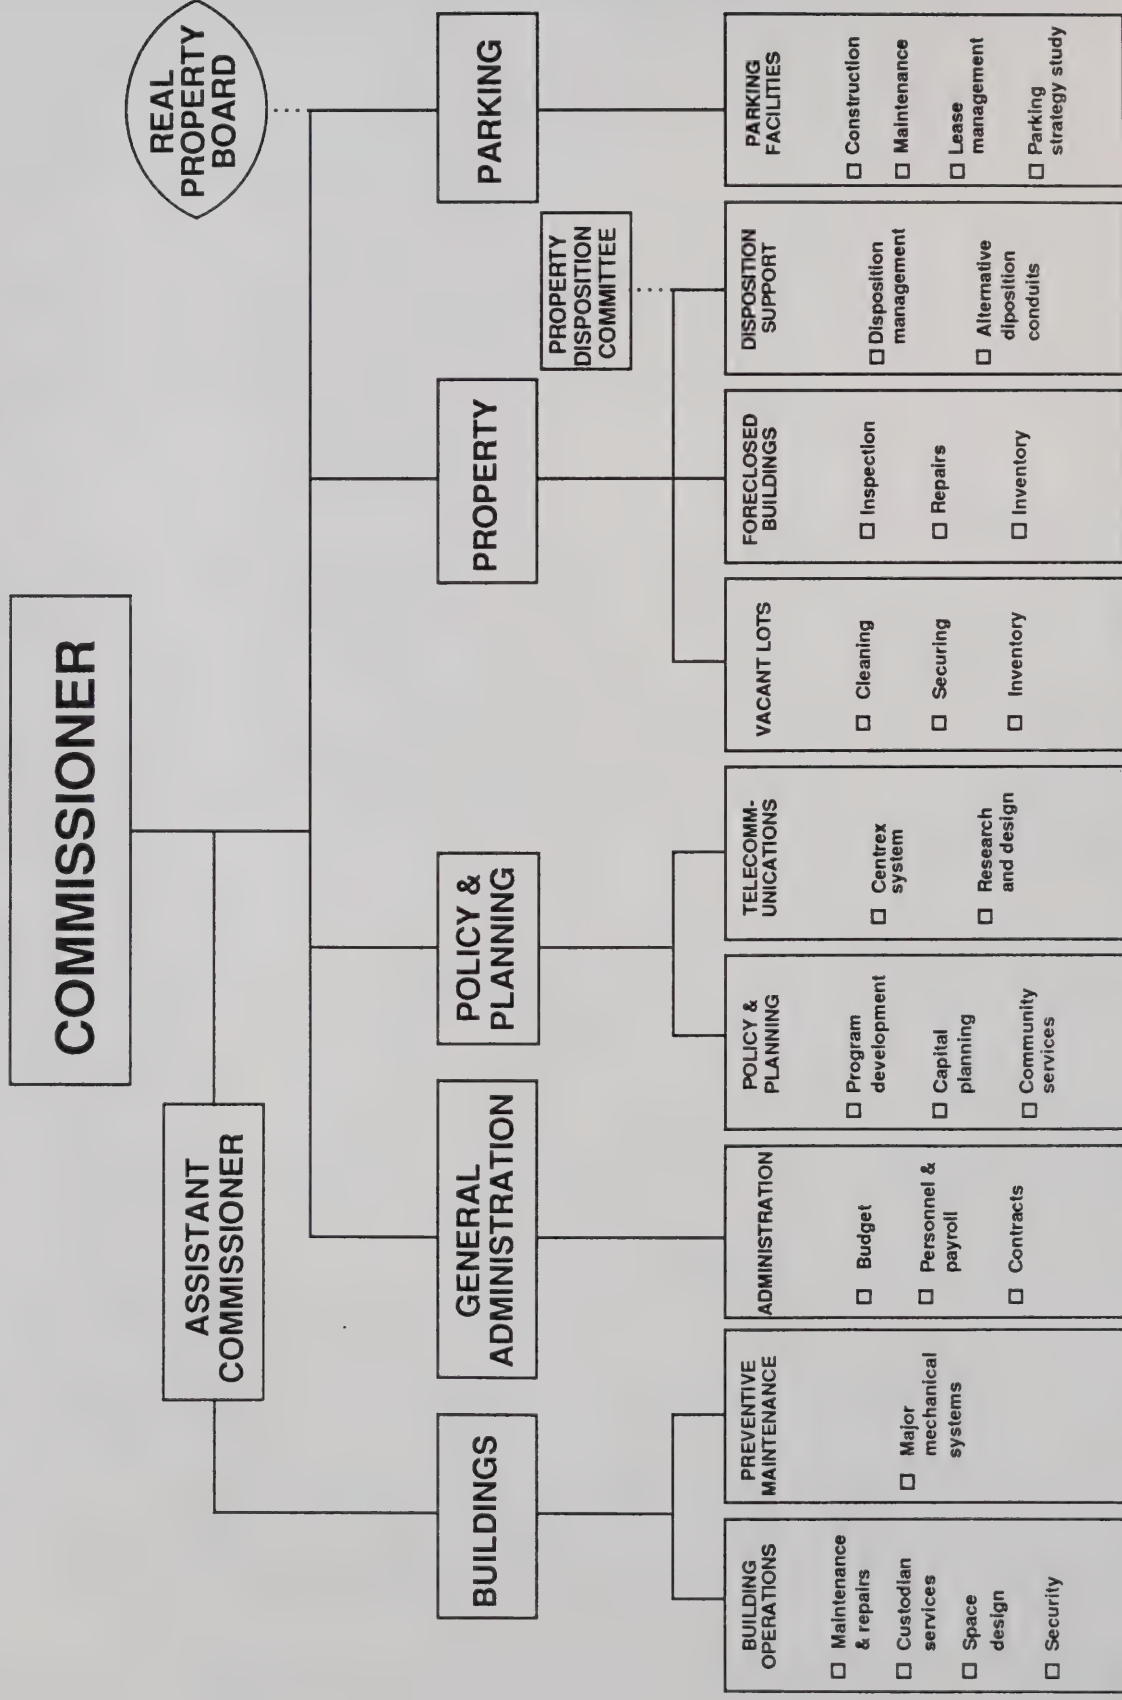 COMMISSIONER
REAL
PROPERTY
BOARD
ASSISTANT
COMMISSIONER
BUILDINGS
GENERAL
ADMINISTRATION
POLICY &
PLANNING
PROPERTY
PARKING
PROPERTY
DISPOSITION
COMMITTEE
BUILDING
OPERATIONS
☐ Maintenance
& repairs
☐ Custodian
services
☐ Space
design
☐ Security
PREVENTIVE
MAINTENANCE
☐ Major
mechanical
systems
ADMINISTRATION
☐ Budget
☐ Personnel &
payroll
☐ Contracts
POLICY &
PLANNING
☐ Program
development
☐ Capital
planning
☐ Community
services
TELECOMM-
UNICATIONS
☐ Centrex
system
☐ Research
and design
VACANT LOTS
☐ Cleaning
☐ Securing
☐ Inventory
FORECLOSED
BUILDINGS
☐ Inspection
☐ Repairs
☐ Inventory
DISPOSITION
SUPPORT
☐ Disposition
management
☐ Alternative
diposition
conduits
PARKING
FACILITIES
☐ Construction
☐ Maintenance
☐ Lease
management
☐ Parking
strategy study